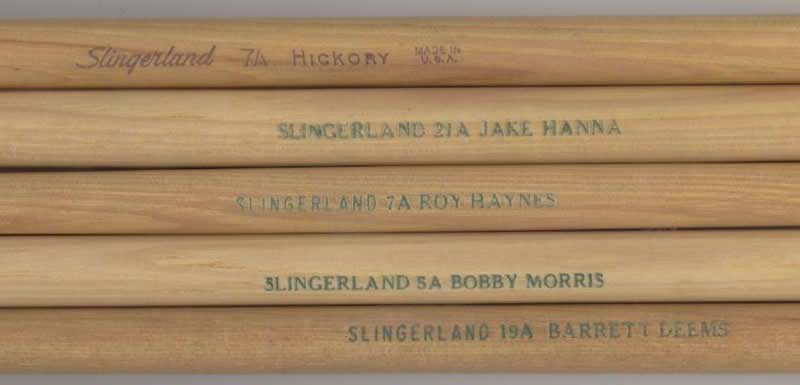 Slingerland 7A HICKORY MADE IN U.S.A.
SLINGERLAND 21A JAKE HANNA
SLINGERLAND 7A ROY HAYNES
SLINGERLAND 5A BOBBY MORRIS
SLINGERLAND 19A BARRETT DEEMS